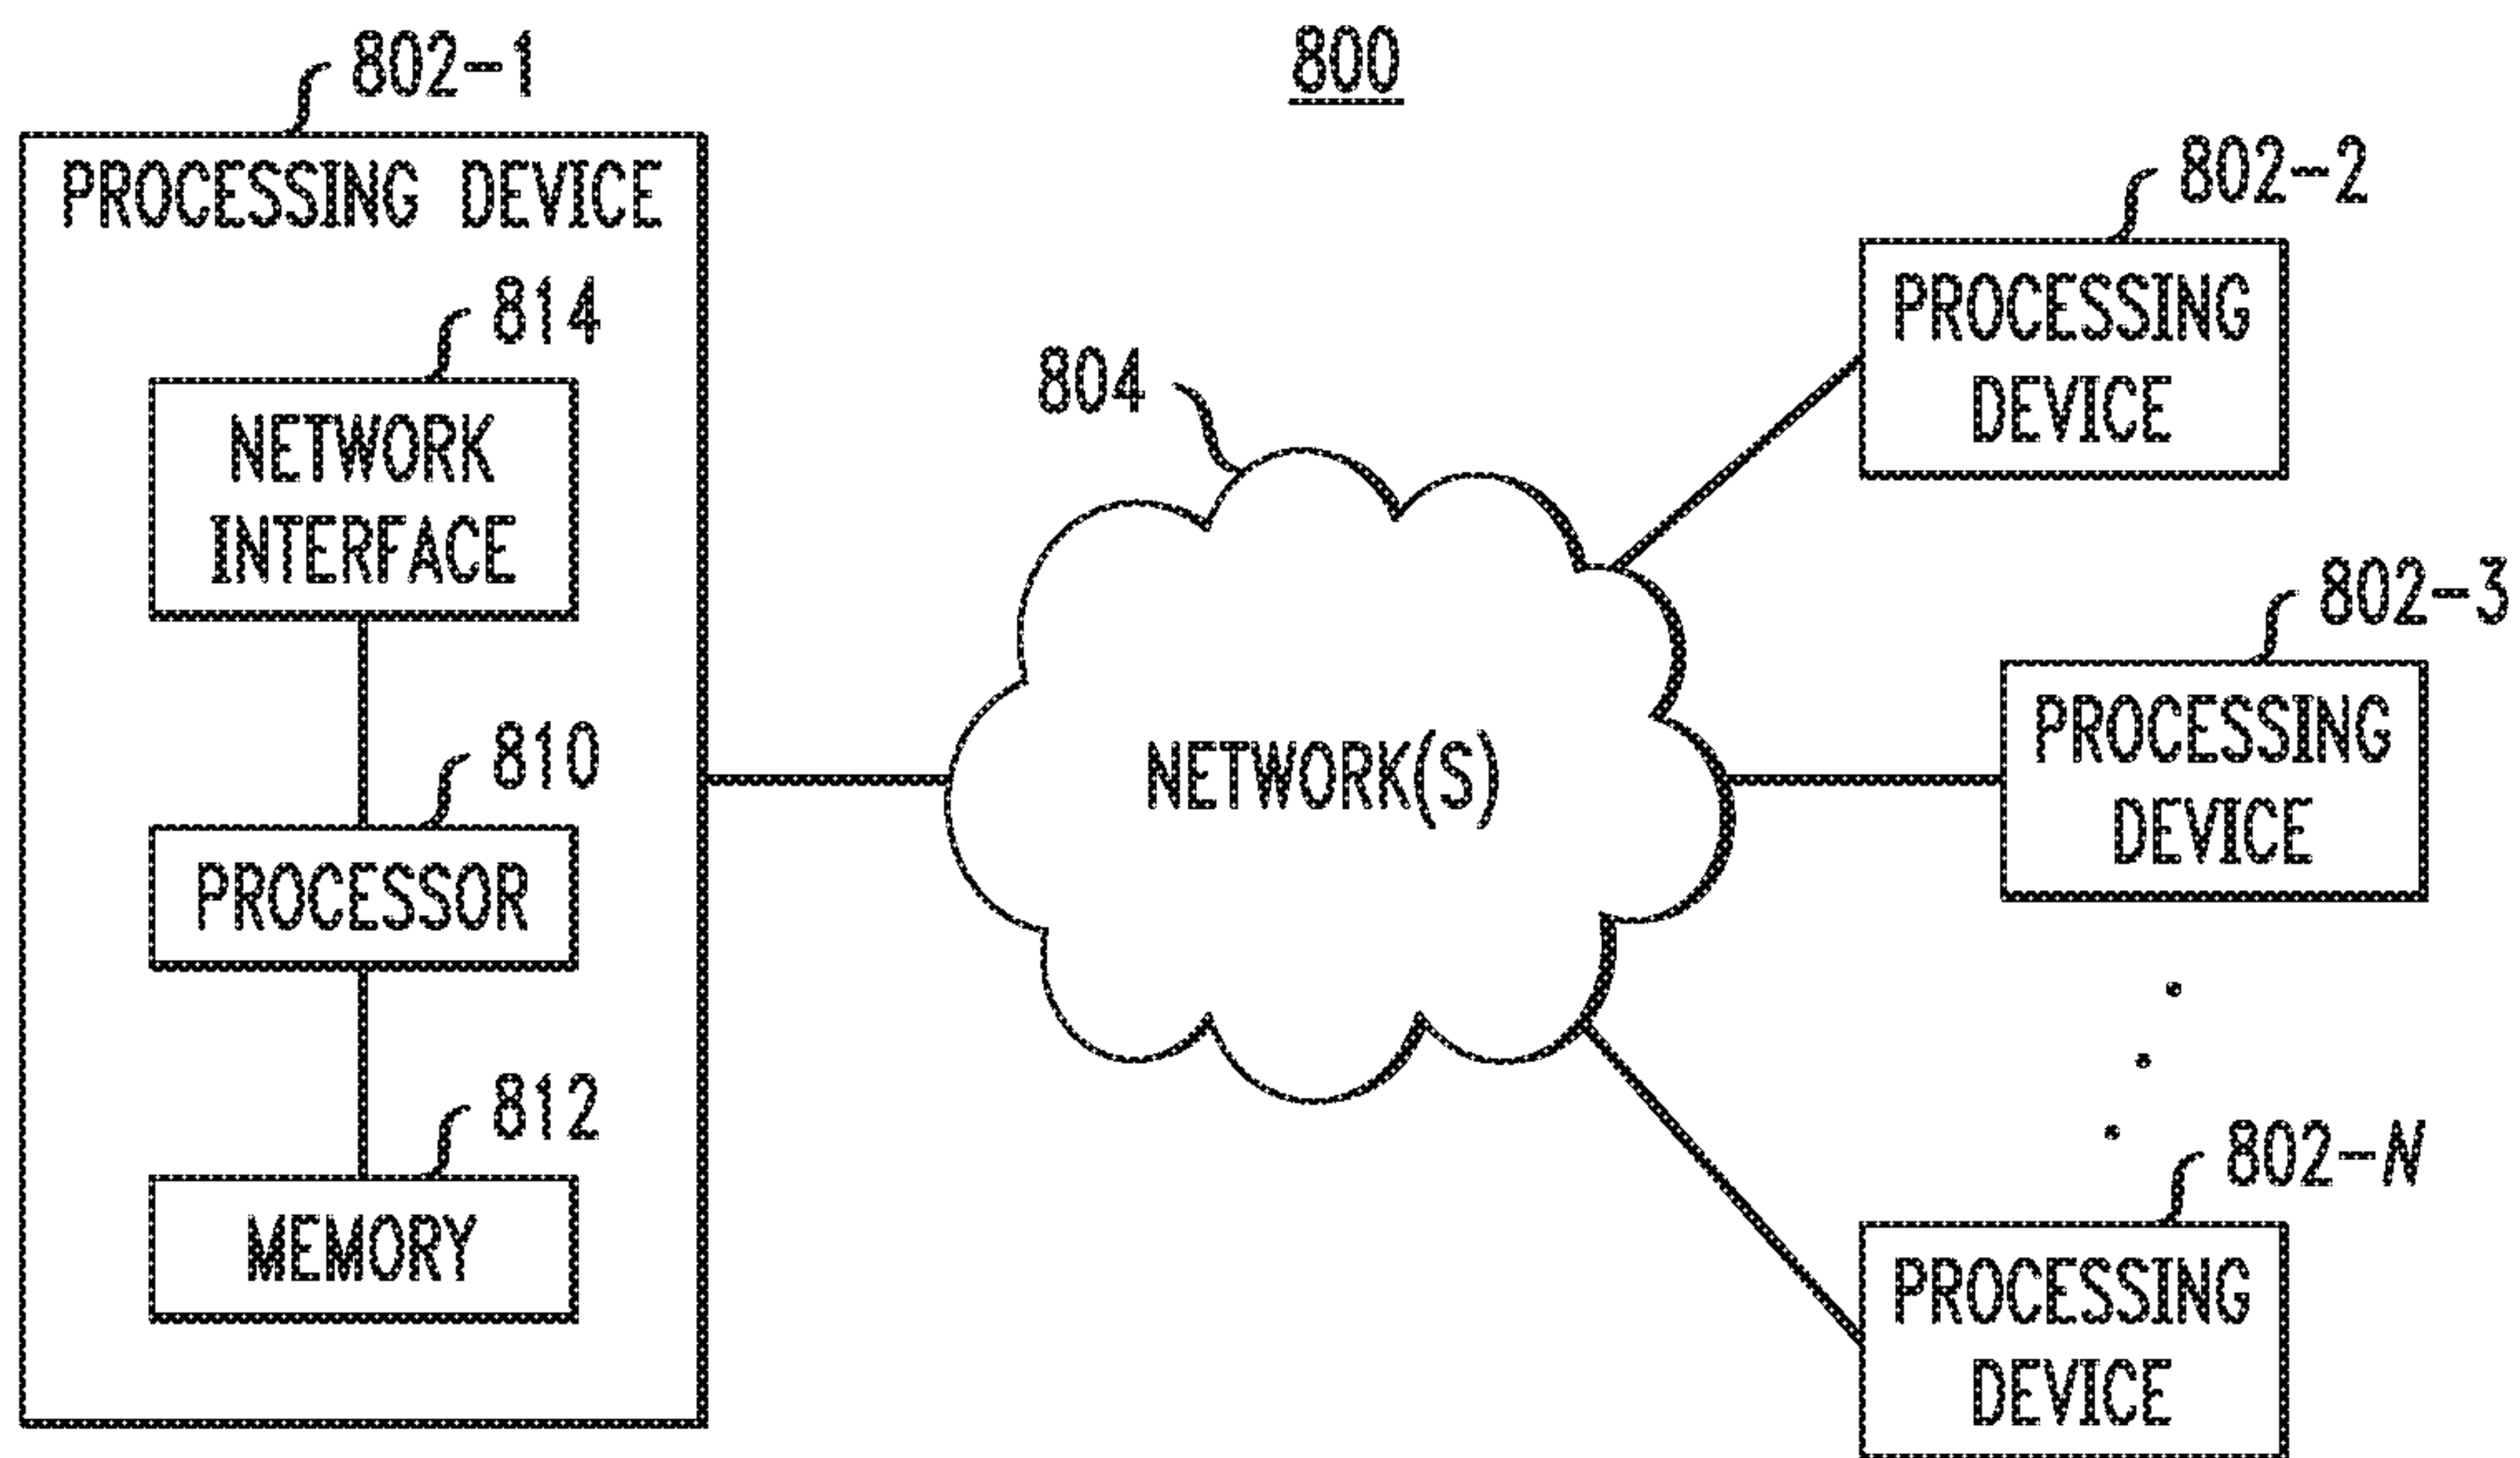 800
802-1
PROCESSING DEVICE
814
NETWORK
INTERFACE
810
PROCESSOR
812
MEMORY
804
NETWORK(S)
802-2
PROCESSING
DEVICE
802-3
PROCESSING
DEVICE
802-N
PROCESSING
DEVICE